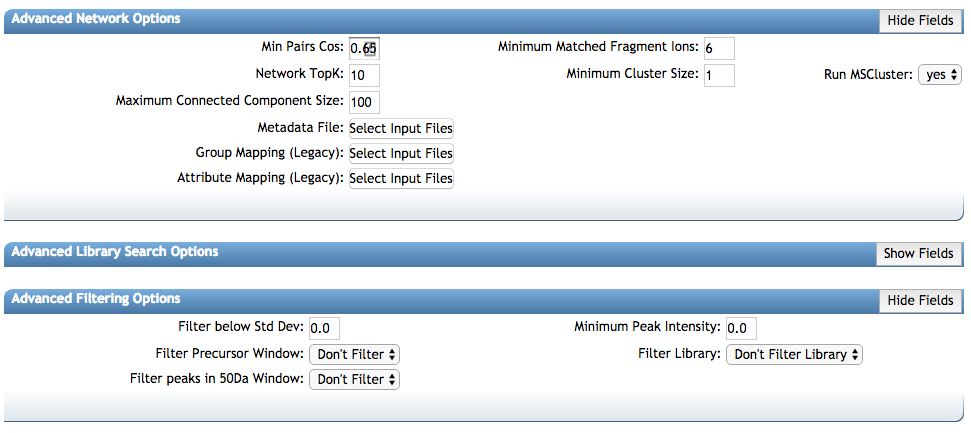 Advanced Network Options Hide Fields
Min Pairs Cos: 0.65 Minimum Matched Fragment Ions: 6
Network TopK: 10 Minimum Cluster Size: 1 Run MSCluster: yes
Maximum Connected Component Size: 100
Metadata File: Select Input Files
Group Mapping (Legacy): Select Input Files
Attribute Mapping (Legacy): Select Input Files
Advanced Library Search Options Show Fields
Advanced Filtering Options Hide Fields
Filter below Std Dev: 0.0 Minimum Peak Intensity: 0.0
Filter Precursor Window: Don't Filter Filter Library: Don't Filter Library
Filter peaks in 50Da Window: Don't Filter